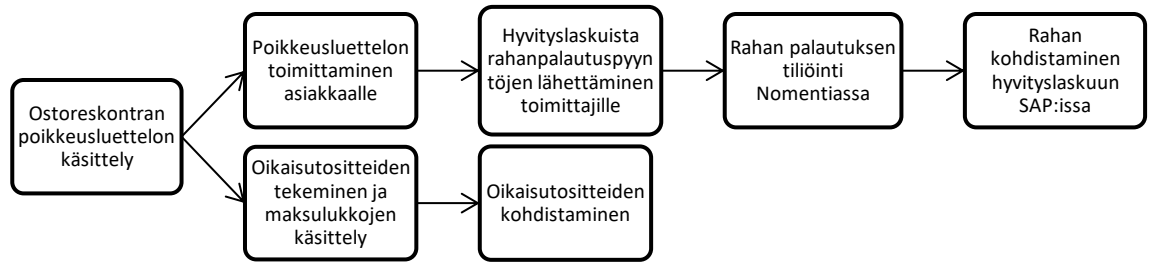 Ostoreskontran
poikkeusluettelon
käsittely
Poikkeusluettelon
toimittaminen
asiakkaalle
Hyvityslaskuista
rahanpalautuspyyn
töjen lähettäminen
toimittajille
Rahan palautuksen
tiliöinti
Nomentiassa
Rahan
kohdistaminen
hyvityslaskuun
SAP:issa
Oikaisutositteiden
tekeminen ja
maksulukkojen
käsittely
Oikaisutositteiden
kohdistaminen